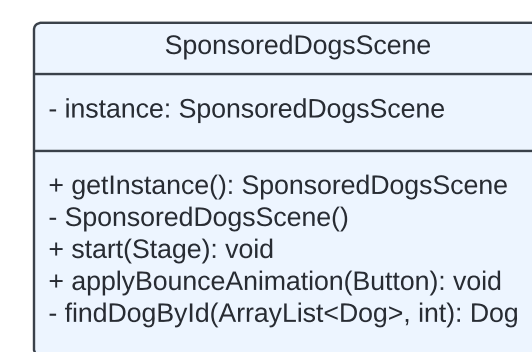 SponsoredDogsScene
- instance: SponsoredDogsScene
+ getInstance(): SponsoredDogsScene
- SponsoredDogsScene()
+ start(Stage): void
+ applyBounceAnimation(Button): void
- findDogById(ArrayList<Dog>, int): Dog